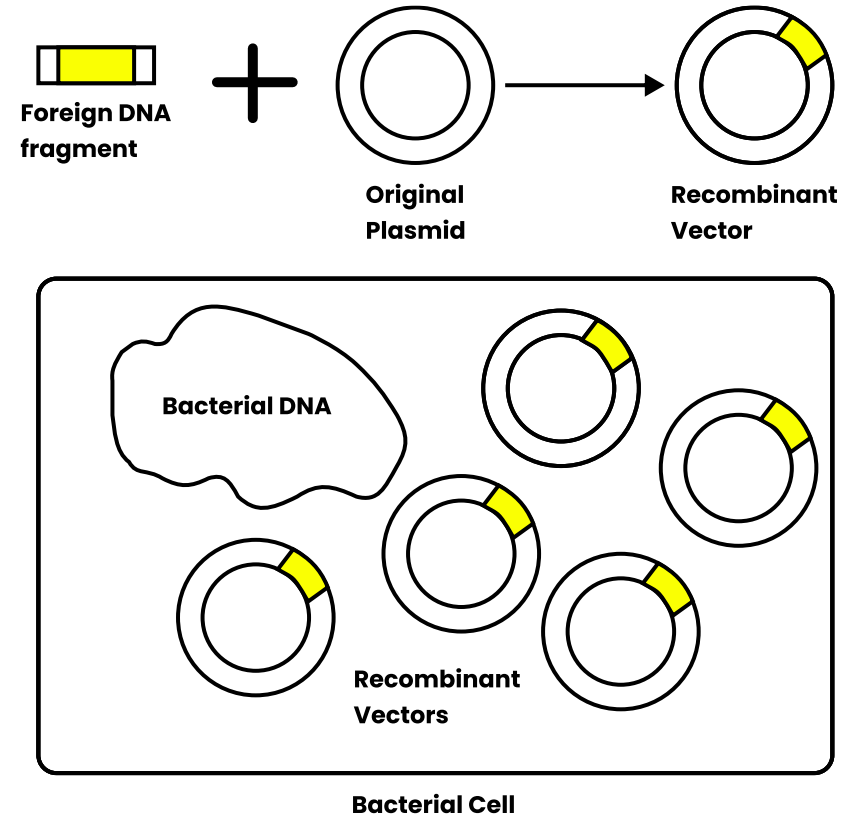 Foreign DNA
fragment
Original
Plasmid
Recombinant
Vector
Bacterial DNA
Recombinant
Vectors
Bacterial Cell